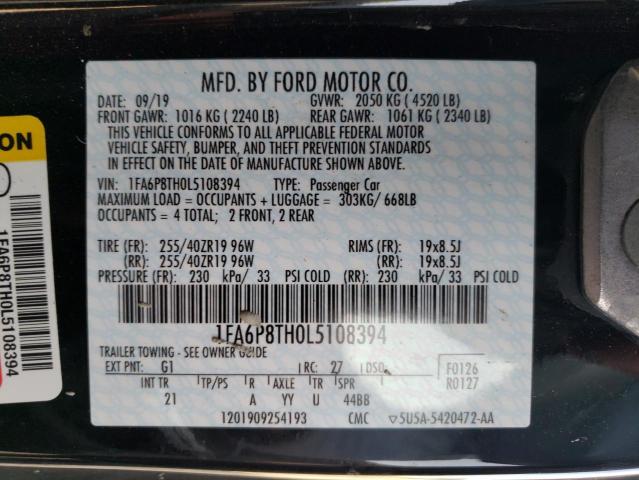 MFD. BY FORD MOTOR CO.
DATE: 09/19 GVWR: 2050 KG ( 4520 LB)
FRONT GAWR: 1016 KG ( 2240 LB) REAR GAWR: 1061 KG ( 2340 LB)
THIS VEHICLE CONFORMS TO ALL APPLICABLE FEDERAL MOTOR
VEHICLE SAFETY, BUMPER, AND THEFT PREVENTION STANDARDS
IN EFFECT ON THE DATE OF MANUFACTURE SHOWN ABOVE.
VIN: 1FA6P8TH0L5108394 TYPE: Passenger Car
MAXIMUM LOAD = OCCUPANTS + LUGGAGE = 303KG/ 668LB
OCCUPANTS = 4 TOTAL; 2 FRONT, 2 REAR
TIRE (FR): 255/40ZR19 96W RIMS (FR): 19x8.5J
(RR): 255/40ZR19 96W (RR): 19x8.5J
PRESSURE (FR): 230 kPa/ 33 PSI COLD (RR): 230 kPa/ 33 PSI COLD
1FA6P8TH0L5108394
TRAILER TOWING - SEE OWNER GUIDE
EXT PNT: G1 RC: 27 DSO: F0126
R0127
INT TR TP/PS R AXLE TR SPR
21 A YY U 44BB
1201909254193 CMC ▽5U5A-5420472-AA
ON
1FA6P8TH0L5108394